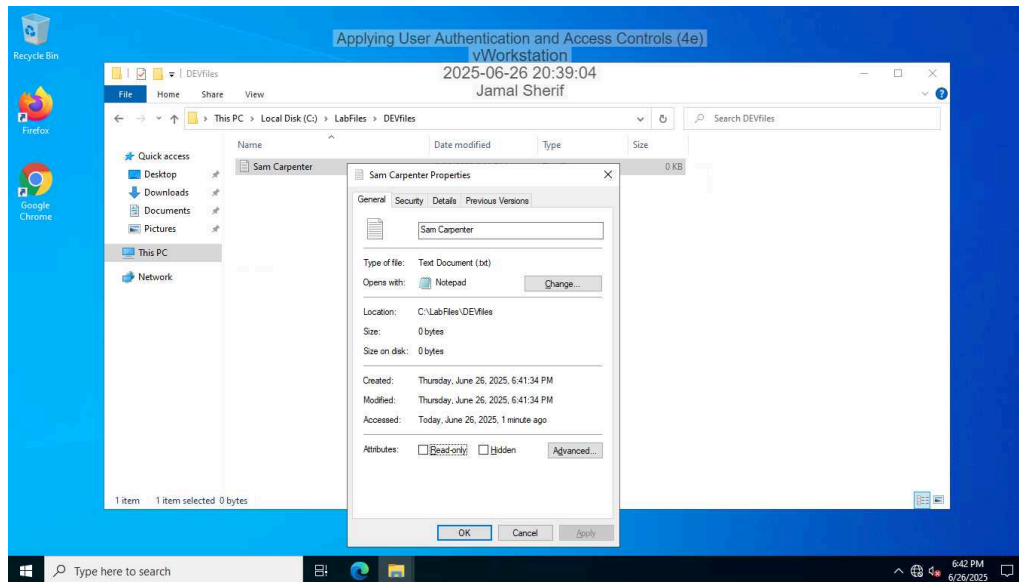 Recycle Bin
Applying User Authentication and Access Controls (4e)
vWorkstation
2025-06-26 20:39:04
Jamal Sherif
DEVfiles
File Home Share View
This PC > Local Disk (C:) > LabFiles > DEVfiles
Search DEVfiles
Firefox
Google
Chrome
Quick access
Desktop
Downloads
Documents
Pictures
This PC
Network
Name Date modified Type Size
Sam Carpenter 0 KB
Sam Carpenter Properties
General Security Details Previous Versions
Sam Carpenter
Type of file: Text Document (.txt)
Opens with: Notepad Change...
Location: C:\LabFiles\DEVfiles
Size: 0 bytes
Size on disk: 0 bytes
Created: Thursday, June 26, 2025, 6:41:34 PM
Modified: Thursday, June 26, 2025, 6:41:34 PM
Accessed: Today, June 26, 2025, 1 minute ago
Attributes: Read-only Hidden Advanced...
OK Cancel Apply
1 item 1 item selected 0 bytes
Type here to search
6:42 PM
6/26/2025